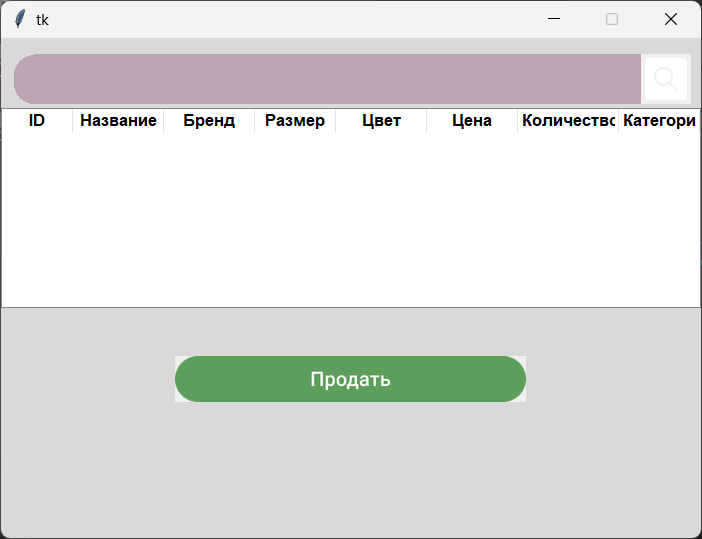 tk
ID Название Бренд Размер Цвет Цена Количество Категори
Продать